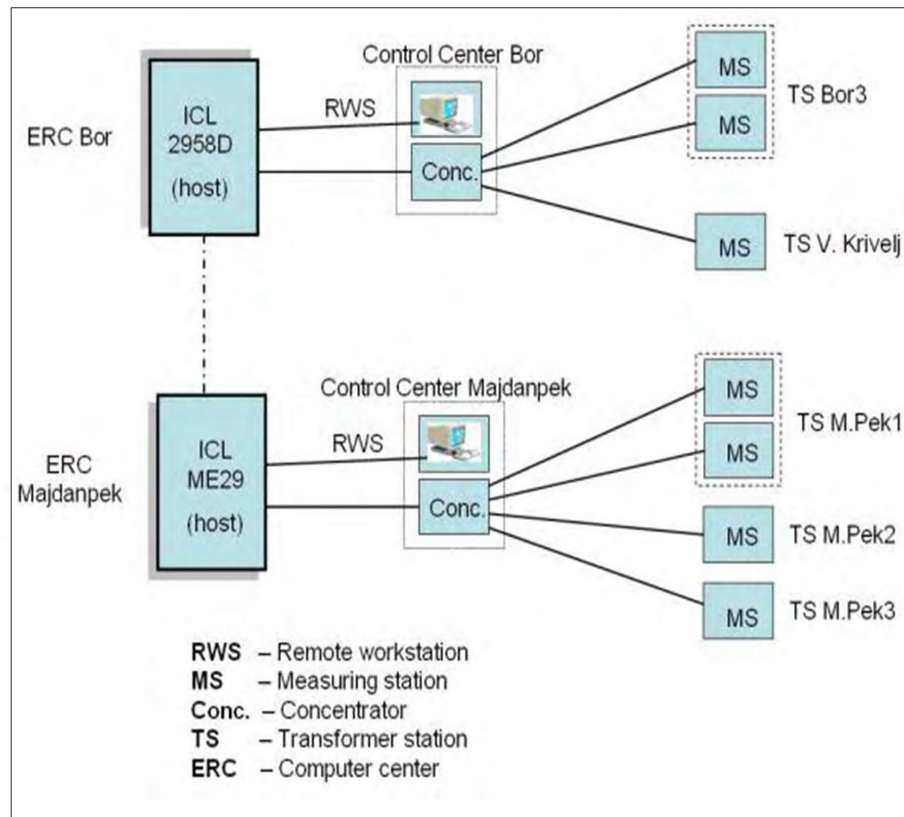 Control Center Bor
ERC Bor
ICL
2958D
(host)
RWS
Conc.
MS
MS
TS Bor3
MS
TS V. Krivelj
Control Center Majdanpek
ERC
Majdanpek
ICL
ME29
(host)
RWS
Conc.
MS
MS
TS M.Pek1
MS
TS M.Pek2
MS
TS M.Pek3
RWS – Remote workstation
MS – Measuring station
Conc. – Concentrator
TS – Transformer station
ERC – Computer center